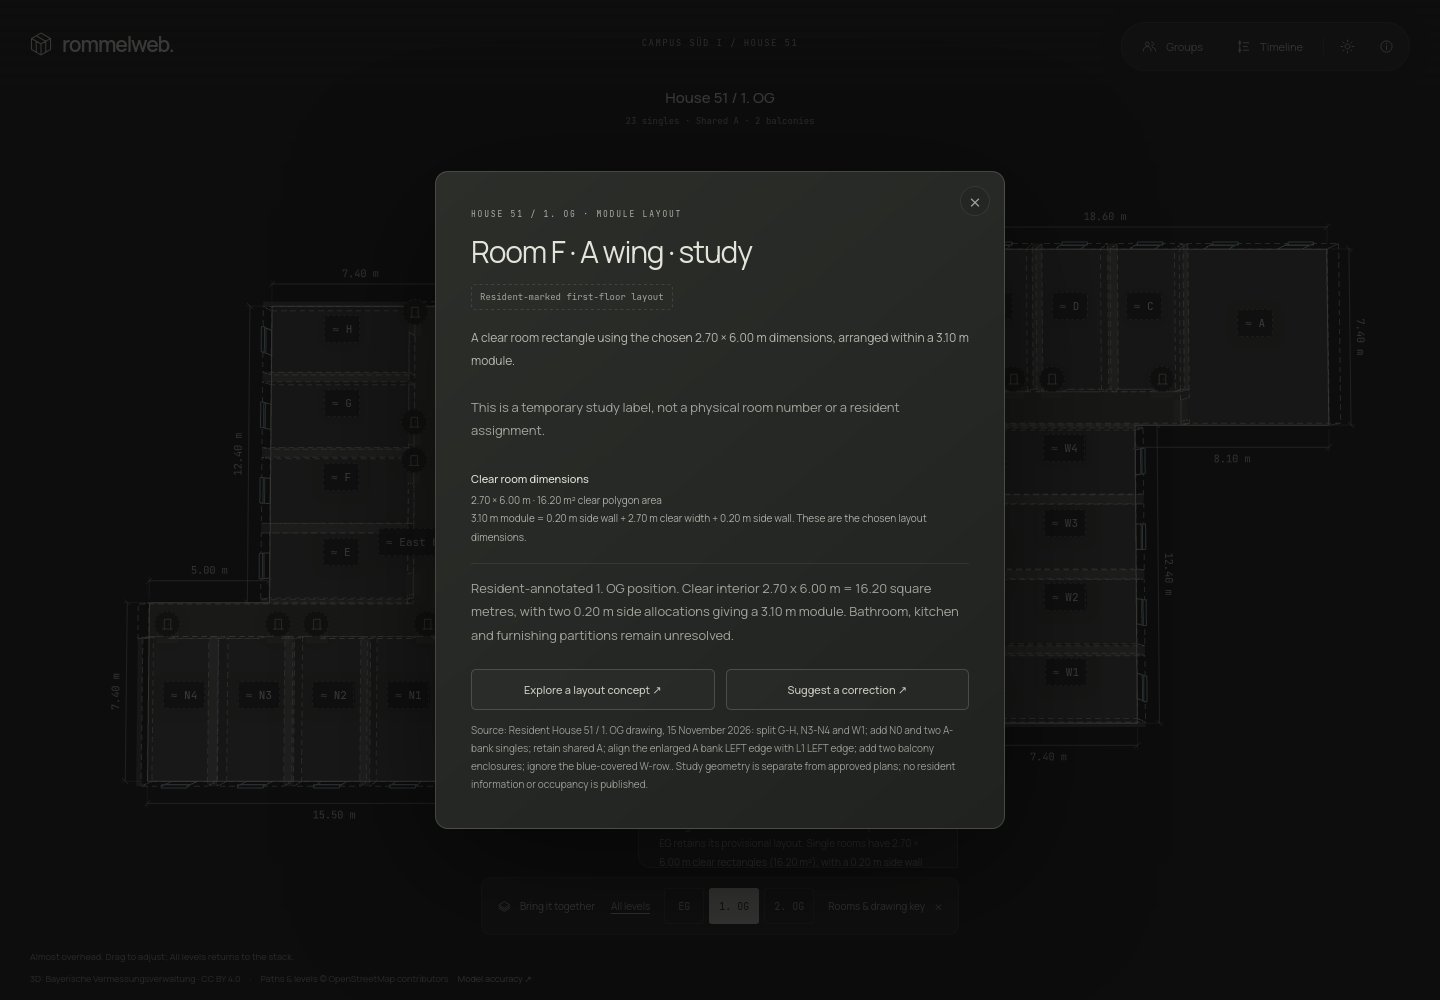 rommelweb.
CAMPUS SÜD I / HOUSE 51
Groups
Timeline
House 51 / 1. OG
23 singles · Shared A · 2 balconies
HOUSE 51 / 1. OG · MODULE LAYOUT
Room F · A wing · study
Resident-marked first-floor layout
A clear room rectangle using the chosen 2.70 × 6.00 m dimensions, arranged within a 3.10 m
module.
This is a temporary study label, not a physical room number or a resident
assignment.
Clear room dimensions
2.70 × 6.00 m · 16.20 m² clear polygon area
3.10 m module = 0.20 m side wall + 2.70 m clear width + 0.20 m side wall. These are the chosen layout
dimensions.
Resident-annotated 1. OG position. Clear interior 2.70 x 6.00 m = 16.20 square
metres, with two 0.20 m side allocations giving a 3.10 m module. Bathroom, kitchen
and furnishing partitions remain unresolved.
Explore a layout concept ↗
Suggest a correction ↗
Source: Resident House 51 / 1. OG drawing, 15 November 2026: split G-H, N3-N4 and W1; add N0 and two A-
bank singles; retain shared A; align the enlarged A bank LEFT edge with L1 LEFT edge; add two balcony
enclosures; ignore the blue-covered W-row.. Study geometry is separate from approved plans; no resident
information or occupancy is published.
7.40 m
≈ H
≈ G
12.40 m
≈ F
≈ East
≈ E
5.00 m
7.40 m
≈ N4
≈ N3
≈ N2
≈ N1
15.50 m
18.60 m
≈ D
≈ C
≈ A
7.40 m
≈ W4
8.10 m
≈ W3
12.40 m
≈ W2
≈ W1
7.40 m
EG retains its provisional layout. Single rooms have 2.70 ×
6.00 m clear rectangles (16.20 m²), with a 0.20 m side wall
Bring it together
All levels
EG
1. OG
2. OG
Rooms & drawing key
×
Almost overhead. Drag to adjust. All levels returns to the stack.
3D: Bayerische Vermessungsverwaltung · CC BY 4.0
Paths & levels © OpenStreetMap contributors
Model accuracy ↗